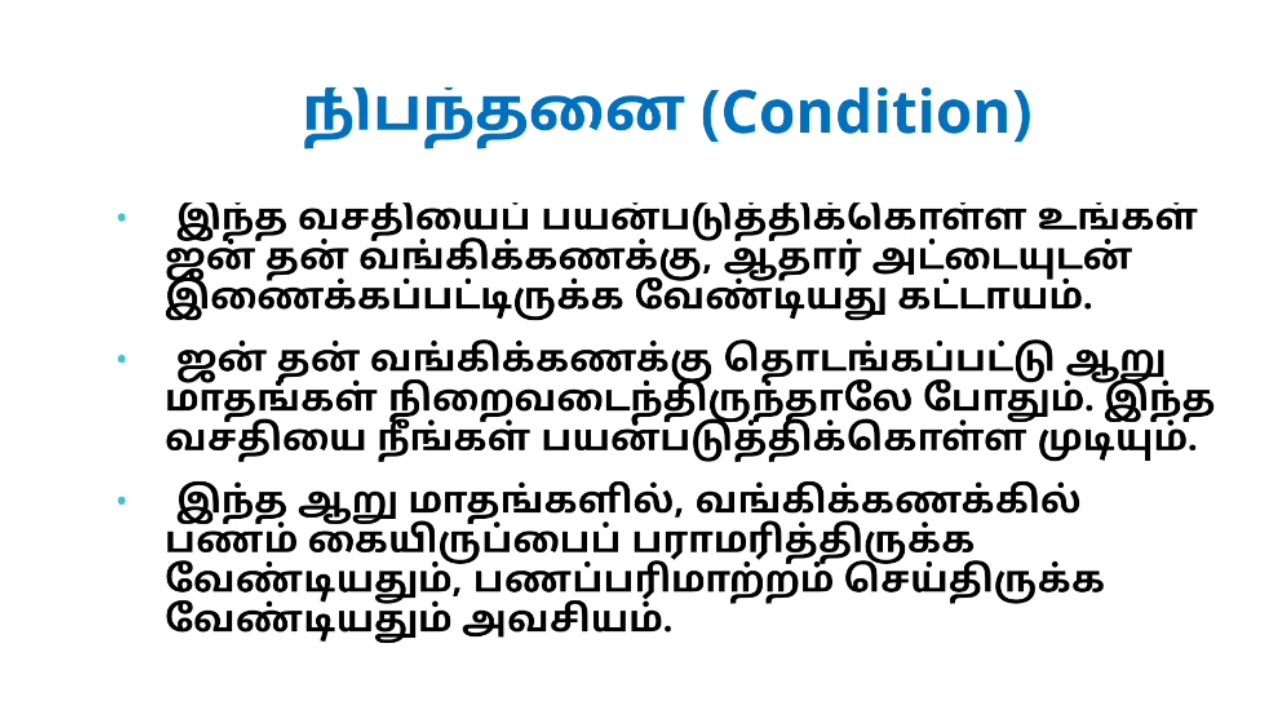 நிபந்தனை (Condition)
• இந்த வசதியைப் பயன்படுத்திக்கொள்ள உங்கள்
ஜன் தன் வங்கிக்கணக்கு, ஆதார் அட்டையுடன்
இணைக்கப்பட்டிருக்க வேண்டியது கட்டாயம்.
• ஜன் தன் வங்கிக்கணக்கு தொடங்கப்பட்டு ஆறு
மாதங்கள் நிறைவடைந்திருந்தாலே போதும். இந்த
வசதியை நீங்கள் பயன்படுத்திக்கொள்ள முடியும்.
• இந்த ஆறு மாதங்களில், வங்கிக்கணக்கில்
பணம் கையிருப்பைப் பராமரித்திருக்க
வேண்டியதும், பணப்பரிமாற்றம் செய்திருக்க
வேண்டியதும் அவசியம்.